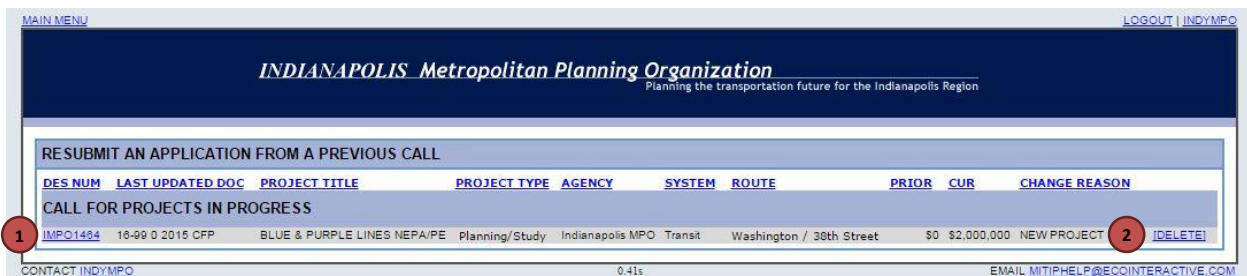 MAIN MENU LOGOUT | INDYMPO
INDIANAPOLIS Metropolitan Planning Organization
Planning the transportation future for the Indianapolis Region
RESUBMIT AN APPLICATION FROM A PREVIOUS CALL
DES NUM LAST UPDATED DOC PROJECT TITLE PROJECT TYPE AGENCY SYSTEM ROUTE PRIOR CUR CHANGE REASON
CALL FOR PROJECTS IN PROGRESS
1 IMPO1464 16-99 0 2015 CFP BLUE & PURPLE LINES NEPA/PE Planning/Study Indianapolis MPO Transit Washington / 38th Street $0 $2,000,000 NEW PROJECT 2 [DELETE]
CONTACT INDYMPO 0.41s EMAIL MITIPHELP@ECOINTERACTIVE.COM